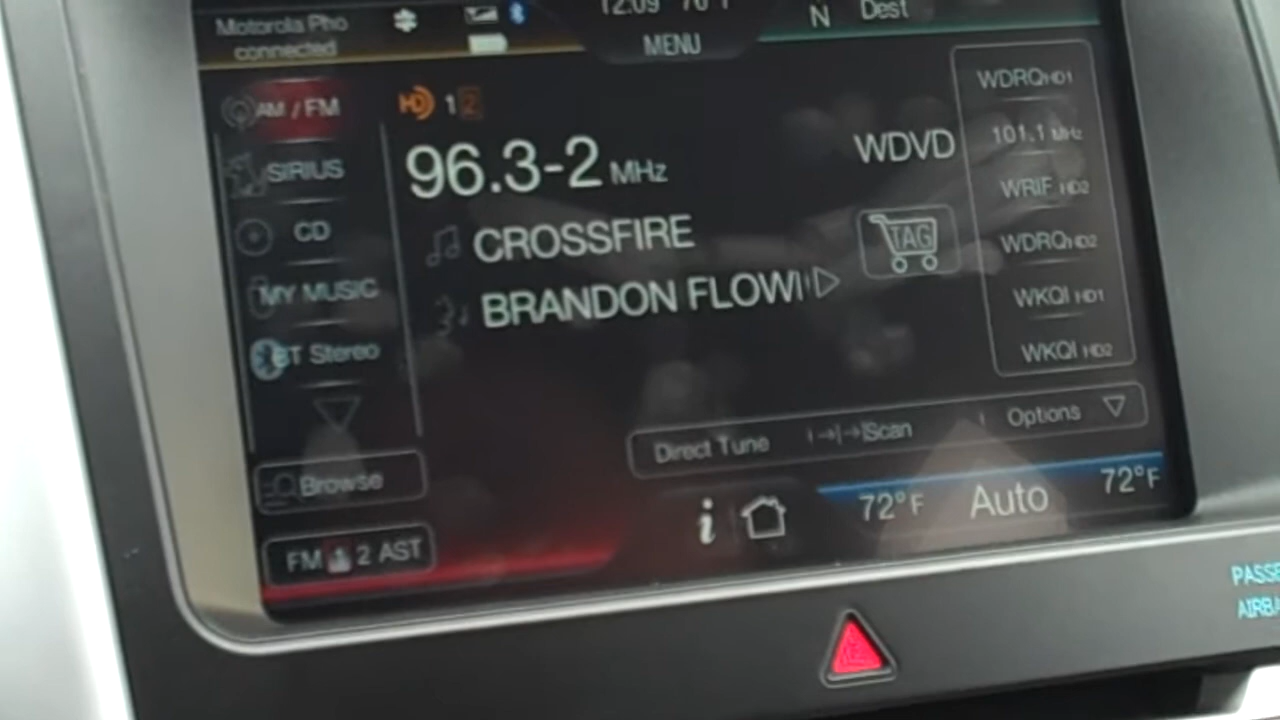 Motorola Pho
connected
MENU
N
Dest
AM / FM
SIRIUS
CD
MY MUSIC
BT Stereo
Browse
FM 2 AST
HD 1 2
96.3-2 MHz
WDVD
CROSSFIRE
BRANDON FLOW
TAG
WDRQ HD1
101.1 MHz
WRIF HD2
WDRQ HD2
WKQI HD1
WKQI HD2
Direct Tune
Scan
Options
i
72°F
Auto
72°F
PASSE
AIRB